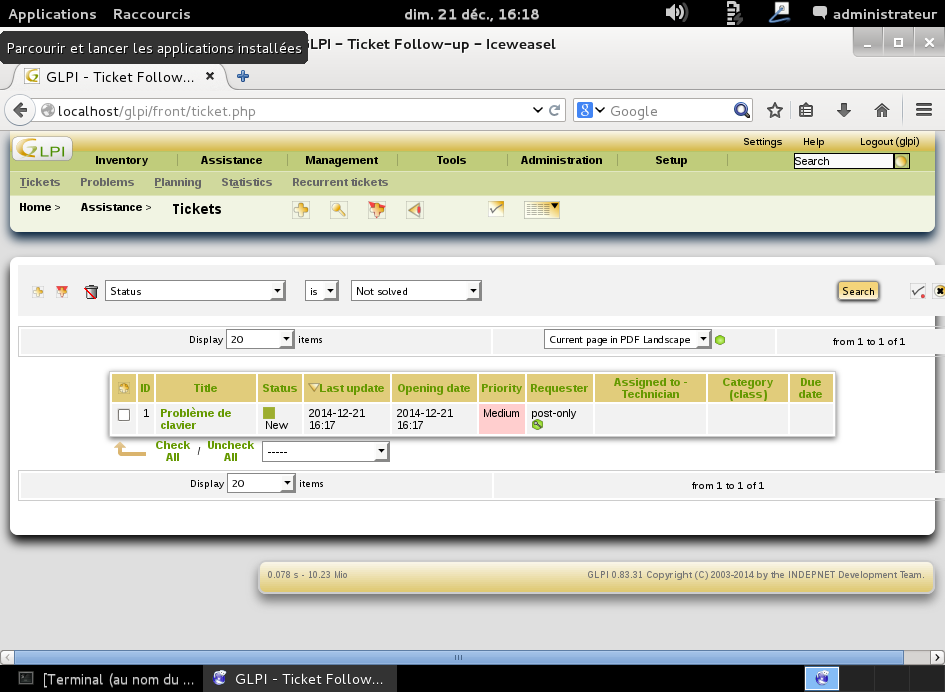 Applications Raccourcis dim. 21 déc., 16:18 administrateur
Parcourir et lancer les applications installées GLPI - Ticket Follow-up - Iceweasel
GLPI - Ticket Follow...
localhost/glpi/front/ticket.php Google
Settings Help Logout (glpi)
GLPI Inventory Assistance Management Tools Administration Setup Search
Tickets Problems Planning Statistics Recurrent tickets
Home > Assistance > Tickets
Status is Not solved Search
Display 20 items Current page in PDF Landscape from 1 to 1 of 1
ID Title Status Last update Opening date Priority Requester Assigned to - Technician Category (class) Due date
1 Problème de clavier New 2014-12-21 16:17 2014-12-21 16:17 Medium post-only
Check All / Uncheck All -----
Display 20 items from 1 to 1 of 1
0.078 s - 10.23 Mio GLPI 0.83.31 Copyright (C) 2003-2014 by the INDEPNET Development Team.
[Terminal (au nom du ... GLPI - Ticket Follow...